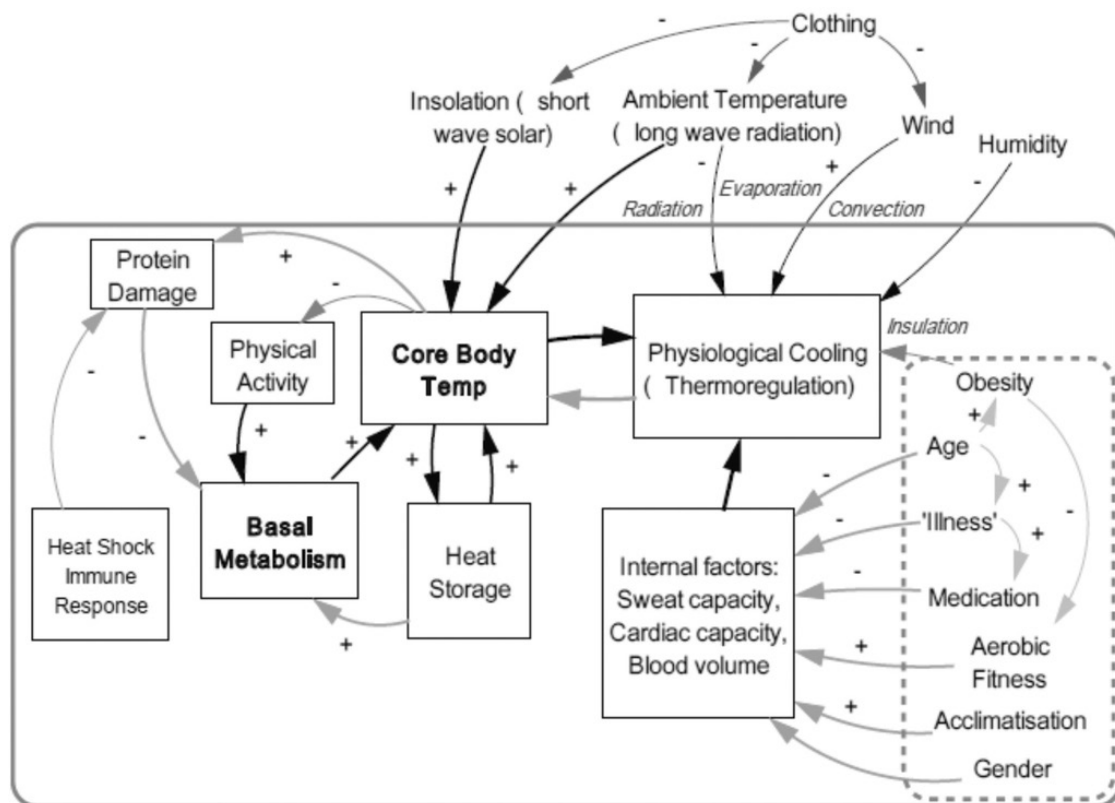 Clothing
-
-
-
Insolation ( short
wave solar)
Ambient Temperature
( long wave radiation)
Wind
Humidity
+
+
-
+
-
Radiation
Evaporation
Convection
Protein
Damage
+
-
Physical
Activity
Core Body
Temp
Physiological Cooling
( Thermoregulation)
Insulation
Obesity
-
-
+
+
+
+
+
Age
+
-
+
-
'Illness'
-
+
Basal
Metabolism
Heat Shock
Immune
Response
Heat
Storage
+
Internal factors:
Sweat capacity,
Cardiac capacity,
Blood volume
-
Medication
+
Aerobic
Fitness
+
Acclimatisation
Gender